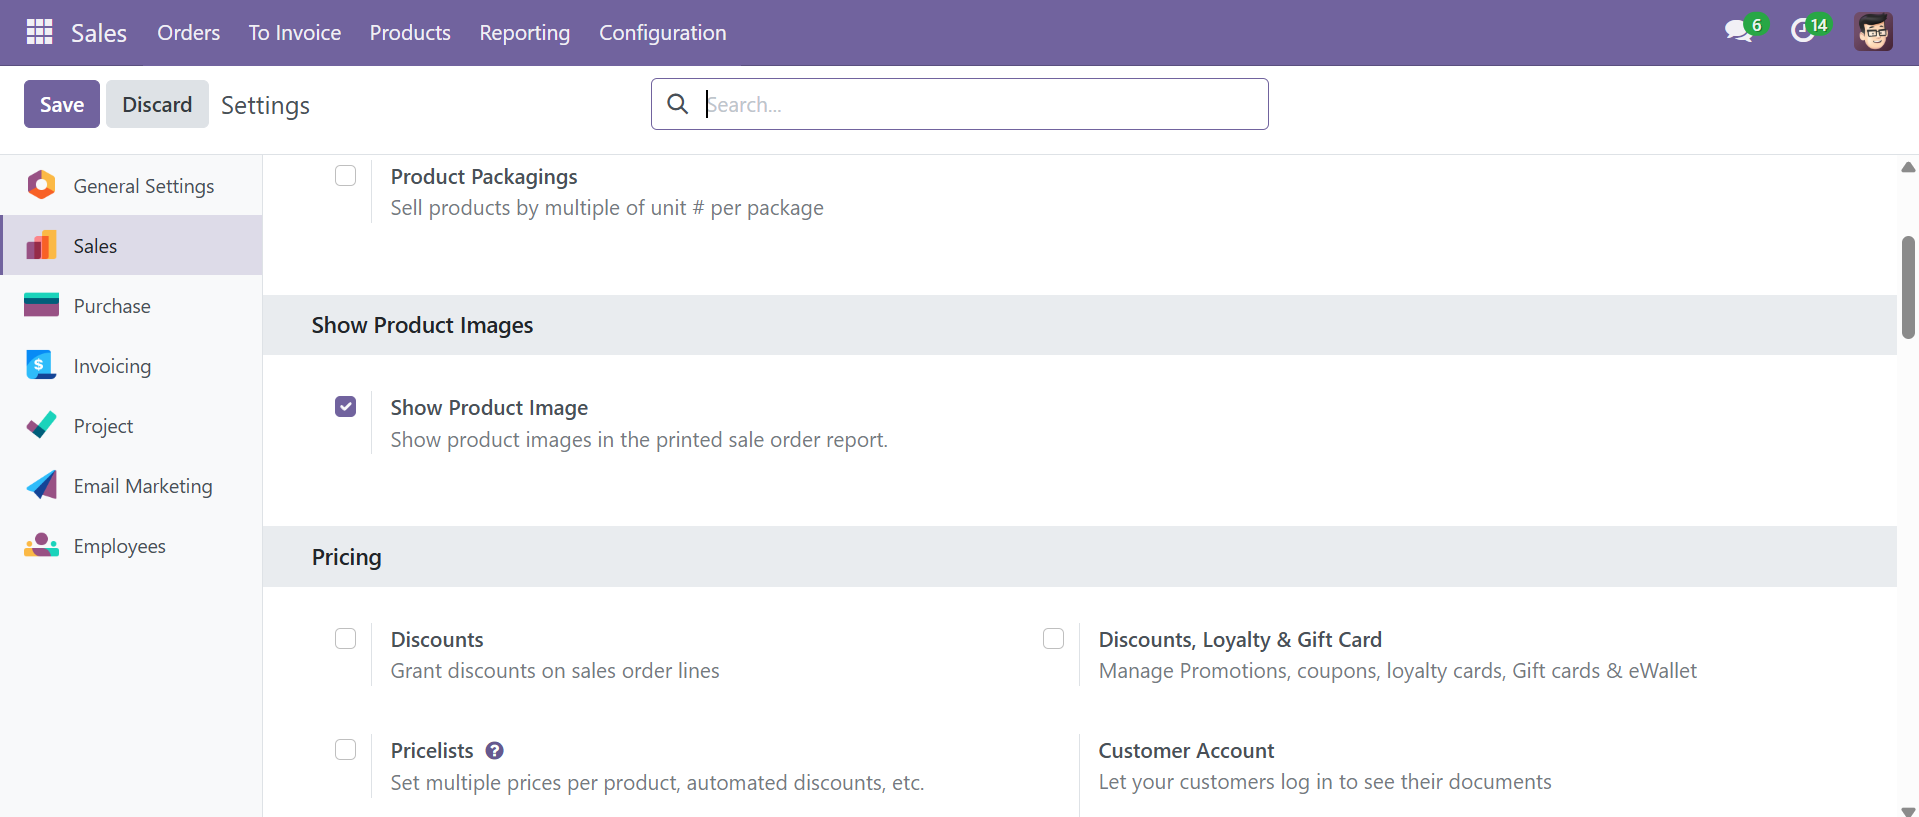 Sales
Orders
To Invoice
Products
Reporting
Configuration
6
14
Save
Discard
Settings
Search...
General Settings
Sales
Purchase
$
Invoicing
Project
Email Marketing
Employees
Product Packagings
Sell products by multiple of unit # per package
Show Product Images
Show Product Image
Show product images in the printed sale order report.
Pricing
Discounts
Grant discounts on sales order lines
Discounts, Loyalty & Gift Card
Manage Promotions, coupons, loyalty cards, Gift cards & eWallet
Pricelists ?
Set multiple prices per product, automated discounts, etc.
Customer Account
Let your customers log in to see their documents